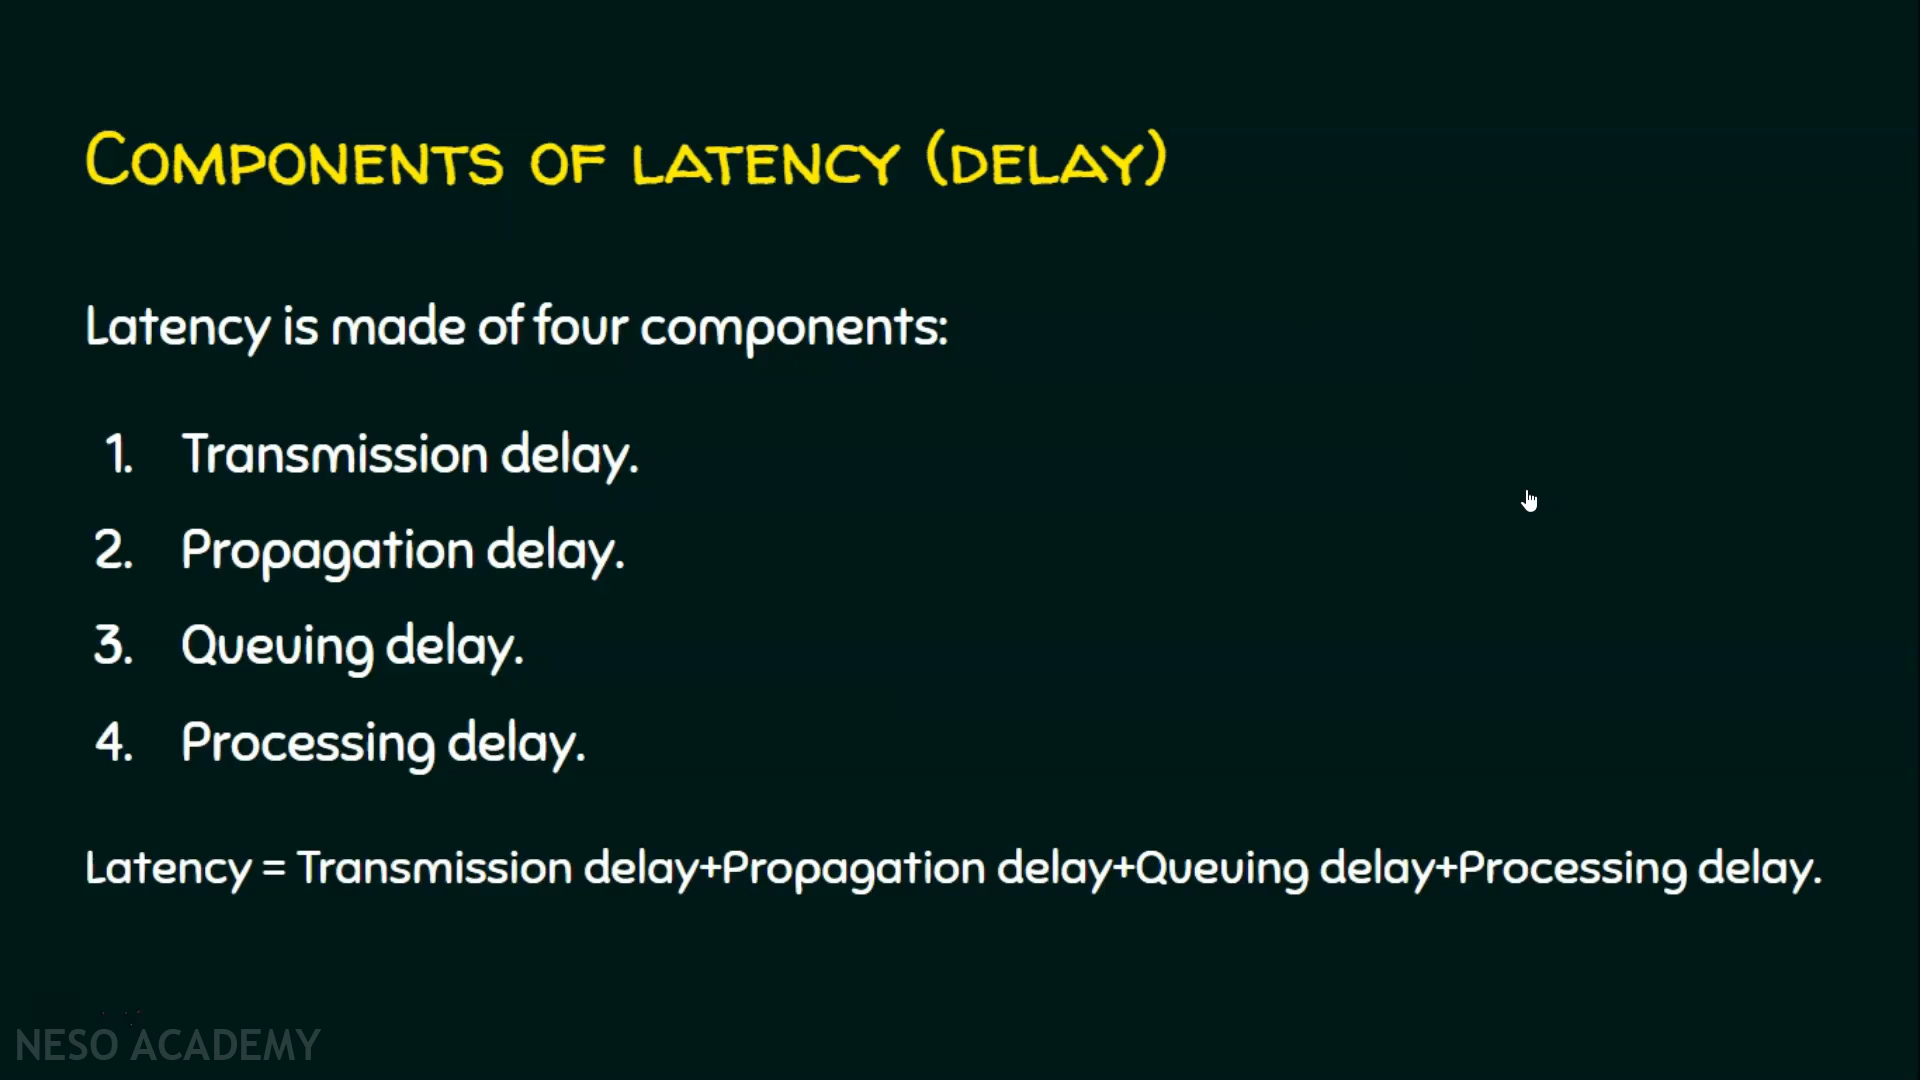 Components of latency (delay)
Latency is made of four components:
1. Transmission delay.
2. Propagation delay.
3. Queuing delay.
4. Processing delay.
Latency = Transmission delay+Propagation delay+Queuing delay+Processing delay.
NESO ACADEMY